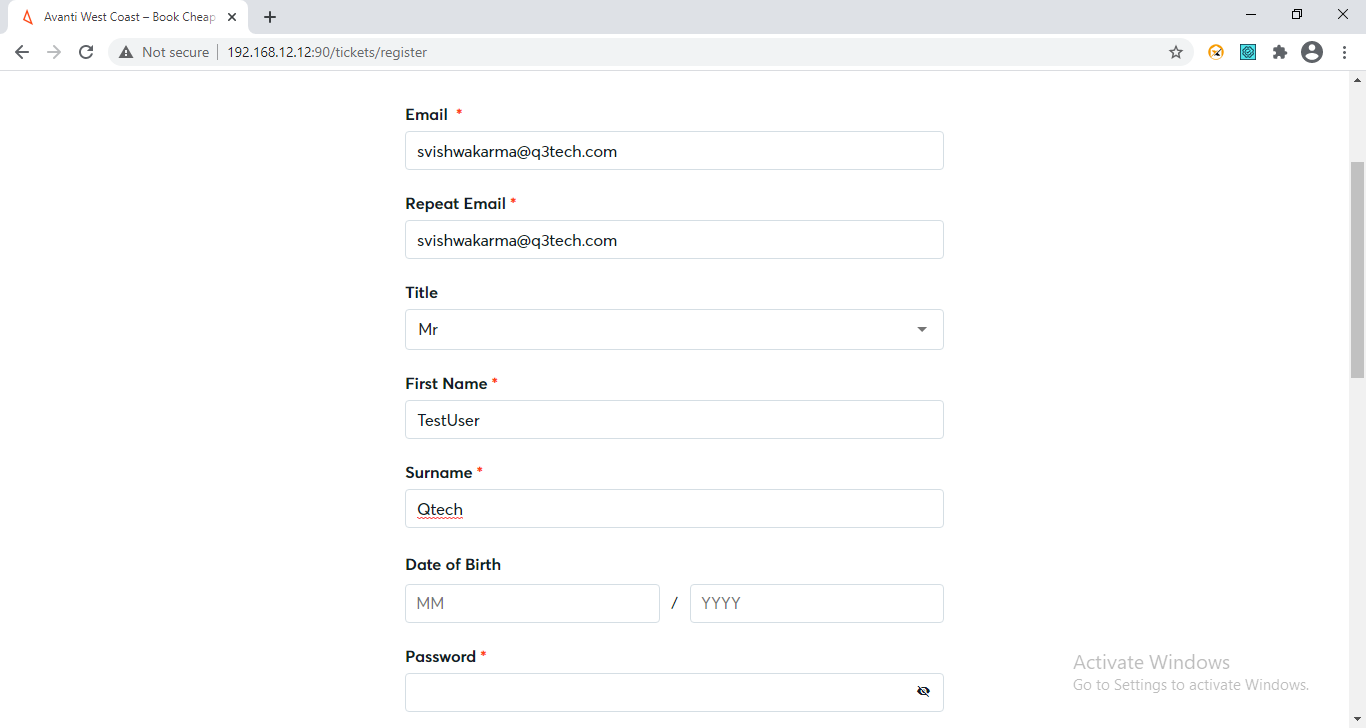 Avanti West Coast – Book Cheap
Not secure
192.168.12.12:90/tickets/register
Email *
svishwakarma@q3tech.com
Repeat Email *
svishwakarma@q3tech.com
Title
Mr
First Name *
TestUser
Surname *
Qtech
Date of Birth
MM / YYYY
Password *
Activate Windows
Go to Settings to activate Windows.